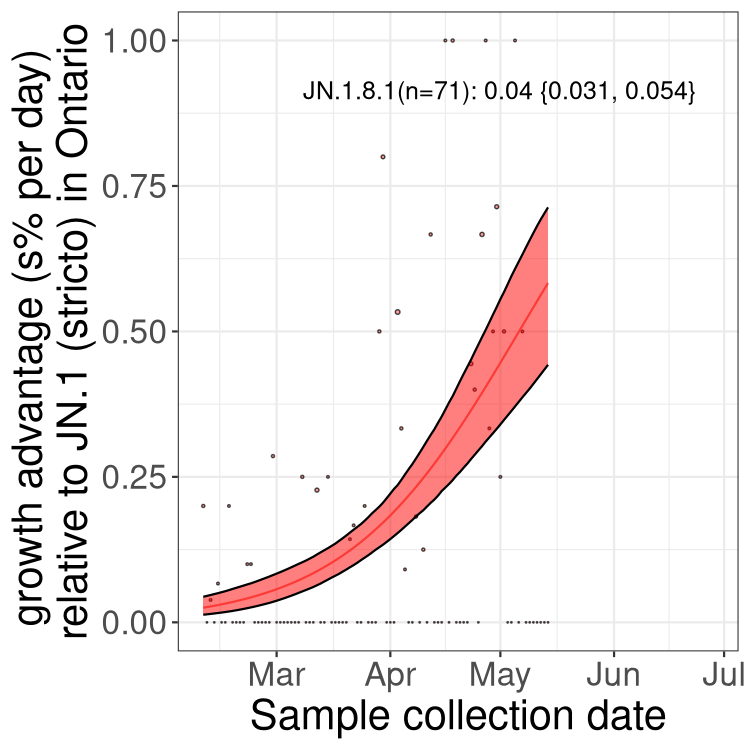 growth advantage (s% per day)
relative to JN.1 (stricto) in Ontario
1.00
0.75
0.50
0.25
0.00
JN.1.8.1(n=71): 0.04 {0.031, 0.054}
Mar Apr May Jun Jul
Sample collection date